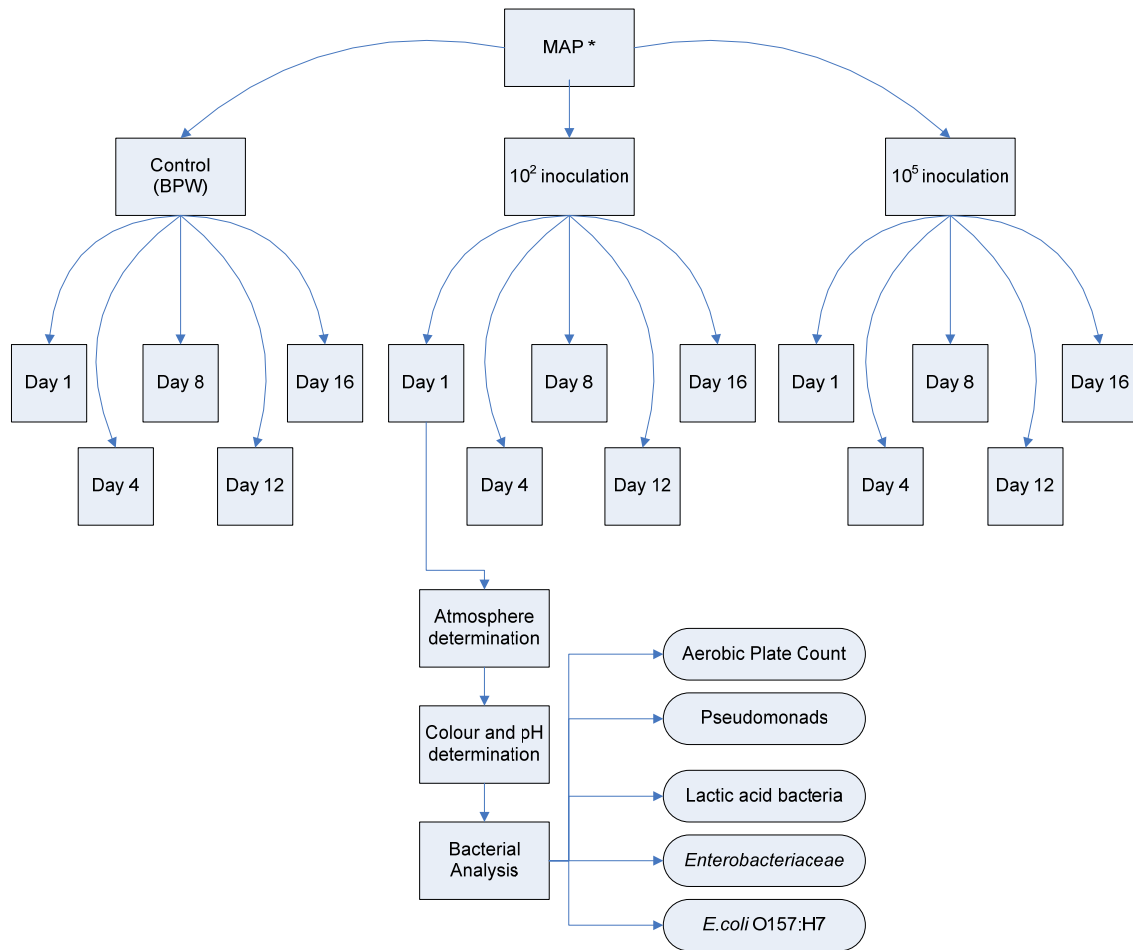 MAP *
Control
(BPW)
10² inoculation
10⁵ inoculation
Day 1
Day 8
Day 16
Day 4
Day 12
Day 1
Day 8
Day 16
Day 4
Day 12
Day 1
Day 8
Day 16
Day 4
Day 12
Atmosphere
determination
Colour and pH
determination
Bacterial
Analysis
Aerobic Plate Count
Pseudomonads
Lactic acid bacteria
Enterobacteriaceae
E.coli O157:H7